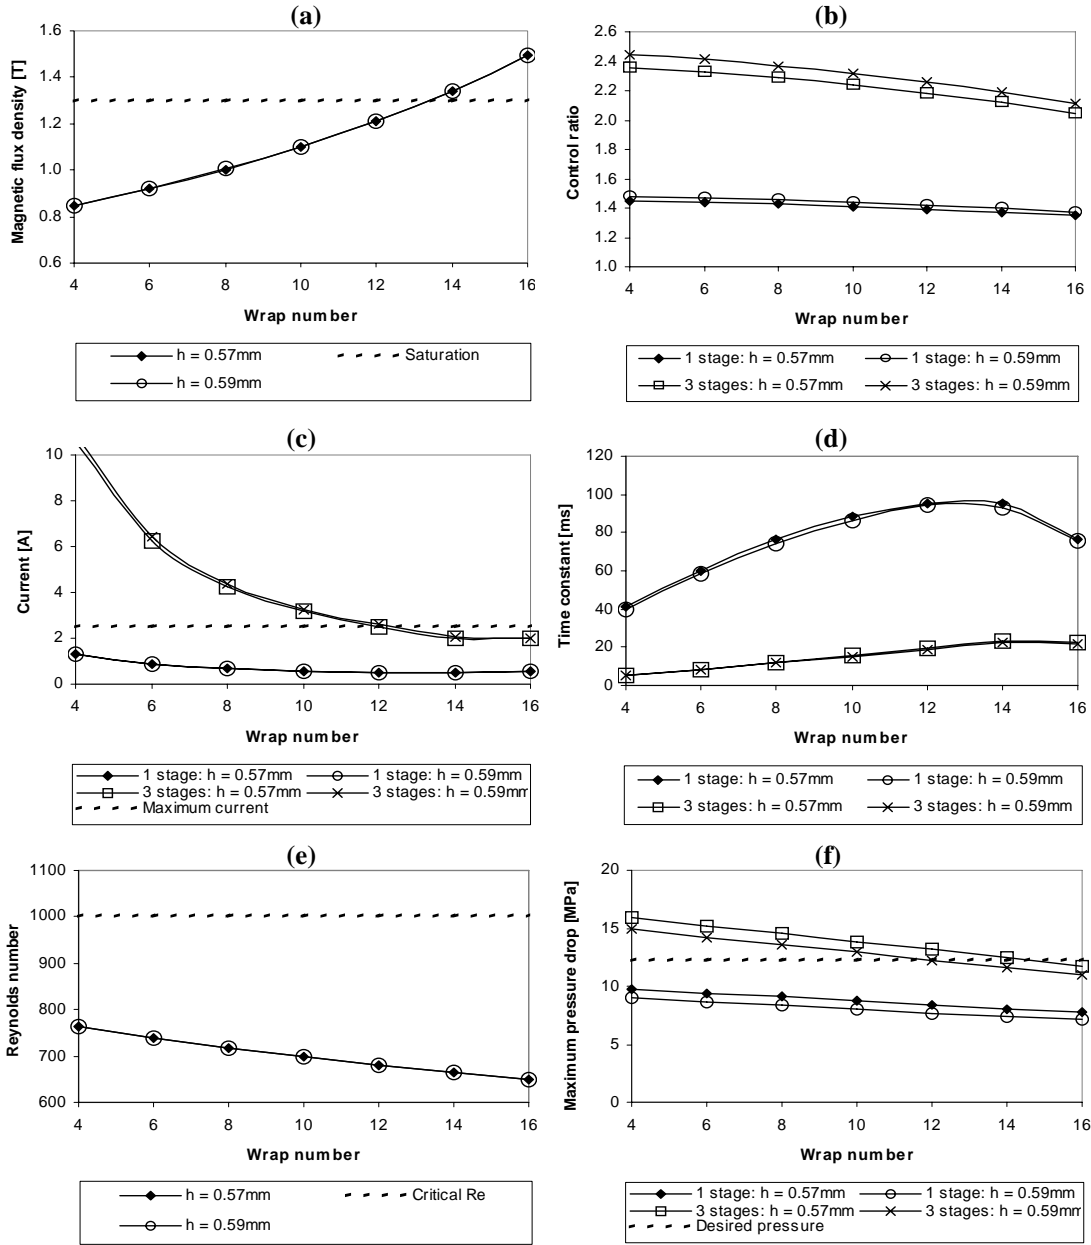 (a)
Magnetic flux density [T]
1.6
1.4
1.2
1.0
0.8
0.6
4 6 8 10 12 14 16
Wrap number
h = 0.57mm Saturation
h = 0.59mm
(b)
Control ratio
2.6
2.4
2.2
2.0
1.8
1.6
1.4
1.2
1.0
4 6 8 10 12 14 16
Wrap number
1 stage: h = 0.57mm 1 stage: h = 0.59mm
3 stages: h = 0.57mm 3 stages: h = 0.59mm
(c)
Current [A]
10
8
6
4
2
0
4 6 8 10 12 14 16
Wrap number
1 stage: h = 0.57mm 1 stage: h = 0.59mm
3 stages: h = 0.57mm 3 stages: h = 0.59mm
Maximum current
(d)
Time constant [ms]
120
100
80
60
40
20
0
4 6 8 10 12 14 16
Wrap number
1 stage: h = 0.57mm 1 stage: h = 0.59mm
3 stages: h = 0.57mm 3 stages: h = 0.59mm
(e)
Reynolds number
1100
1000
900
800
700
600
4 6 8 10 12 14 16
Wrap number
h = 0.57mm Critical Re
h = 0.59mm
(f)
Maximum pressure drop [MPa]
20
15
10
5
0
4 6 8 10 12 14 16
Wrap number
1 stage: h = 0.57mm 1 stage: h = 0.59mm
3 stages: h = 0.57mm 3 stages: h = 0.59mm
Desired pressure